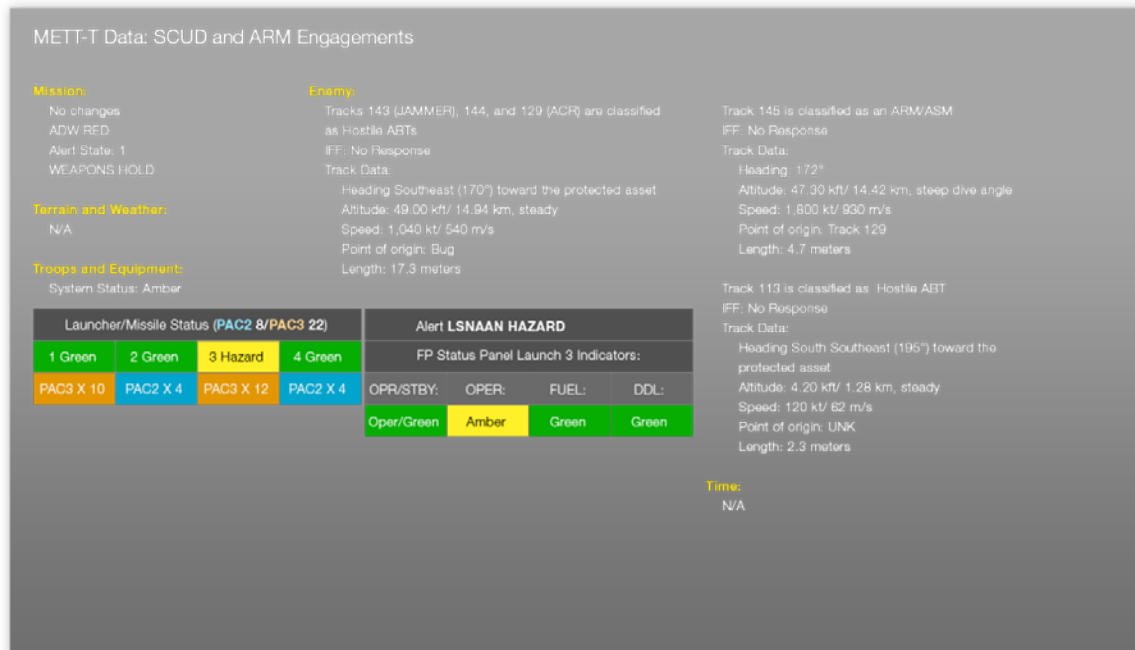 METT-T Data: SCUD and ARM Engagements
Mission:
No changes
ADW RED
Alert State: 1
WEAPONS HOLD
Terrain and Weather:
N/A
Troops and Equipment:
System Status: Amber
Enemy:
Tracks 143 (JAMMER), 144, and 129 (ACR) are classified
as Hostile ABTs
IFF: No Response
Track Data:
Heading Southeast (170°) toward the protected asset
Altitude: 49.00 kft/ 14.94 km, steady
Speed: 1,040 kt/ 540 m/s
Point of origin: Bug
Length: 17.3 meters
Launcher/Missile Status (PAC2 8/PAC3 22)
1 Green 2 Green 3 Hazard 4 Green
PAC3 X 10 PAC2 X 4 PAC3 X 12 PAC2 X 4
Alert LSNAAN HAZARD
FP Status Panel Launch 3 Indicators:
OPR/STBY: OPER: FUEL: DDL:
Oper/Green Amber Green Green
Track 145 is classified as an ARM/ASM
IFF: No Response
Track Data:
Heading 172°
Altitude: 47.30 kft/ 14.42 km, steep dive angle
Speed: 1,800 kt/ 930 m/s
Point of origin: Track 129
Length: 4.7 meters
Track 113 is classified as Hostile ABT
IFF: No Response
Track Data:
Heading South Southeast (195°) toward the
protected asset
Altitude: 4.20 kft/ 1.28 km, steady
Speed: 120 kt/ 62 m/s
Point of origin: UNK
Length: 2.3 meters
Time:
N/A